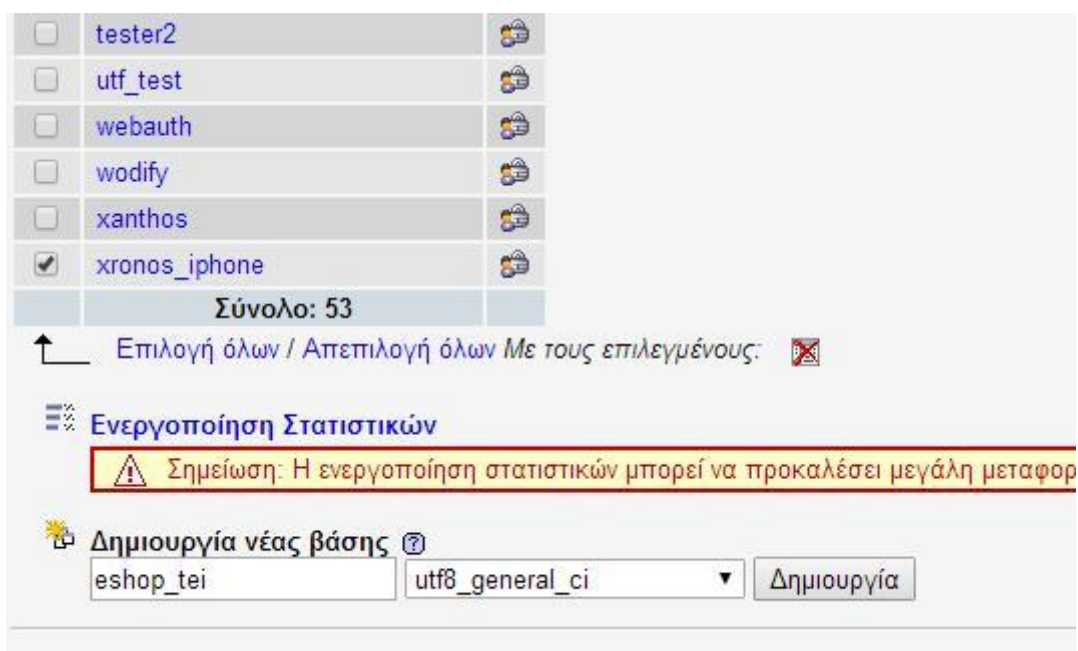 tester2
utf_test
webauth
wodify
xanthos
xronos_iphone
Σύνολο: 53
Επιλογή όλων / Απεπιλογή όλων Με τους επιλεγμένους:
Ενεργοποίηση Στατιστικών
Σημείωση: Η ενεργοποίηση στατιστικών μπορεί να προκαλέσει μεγάλη μεταφορ
Δημιουργία νέας βάσης
eshop_tei utf8_general_ci Δημιουργία